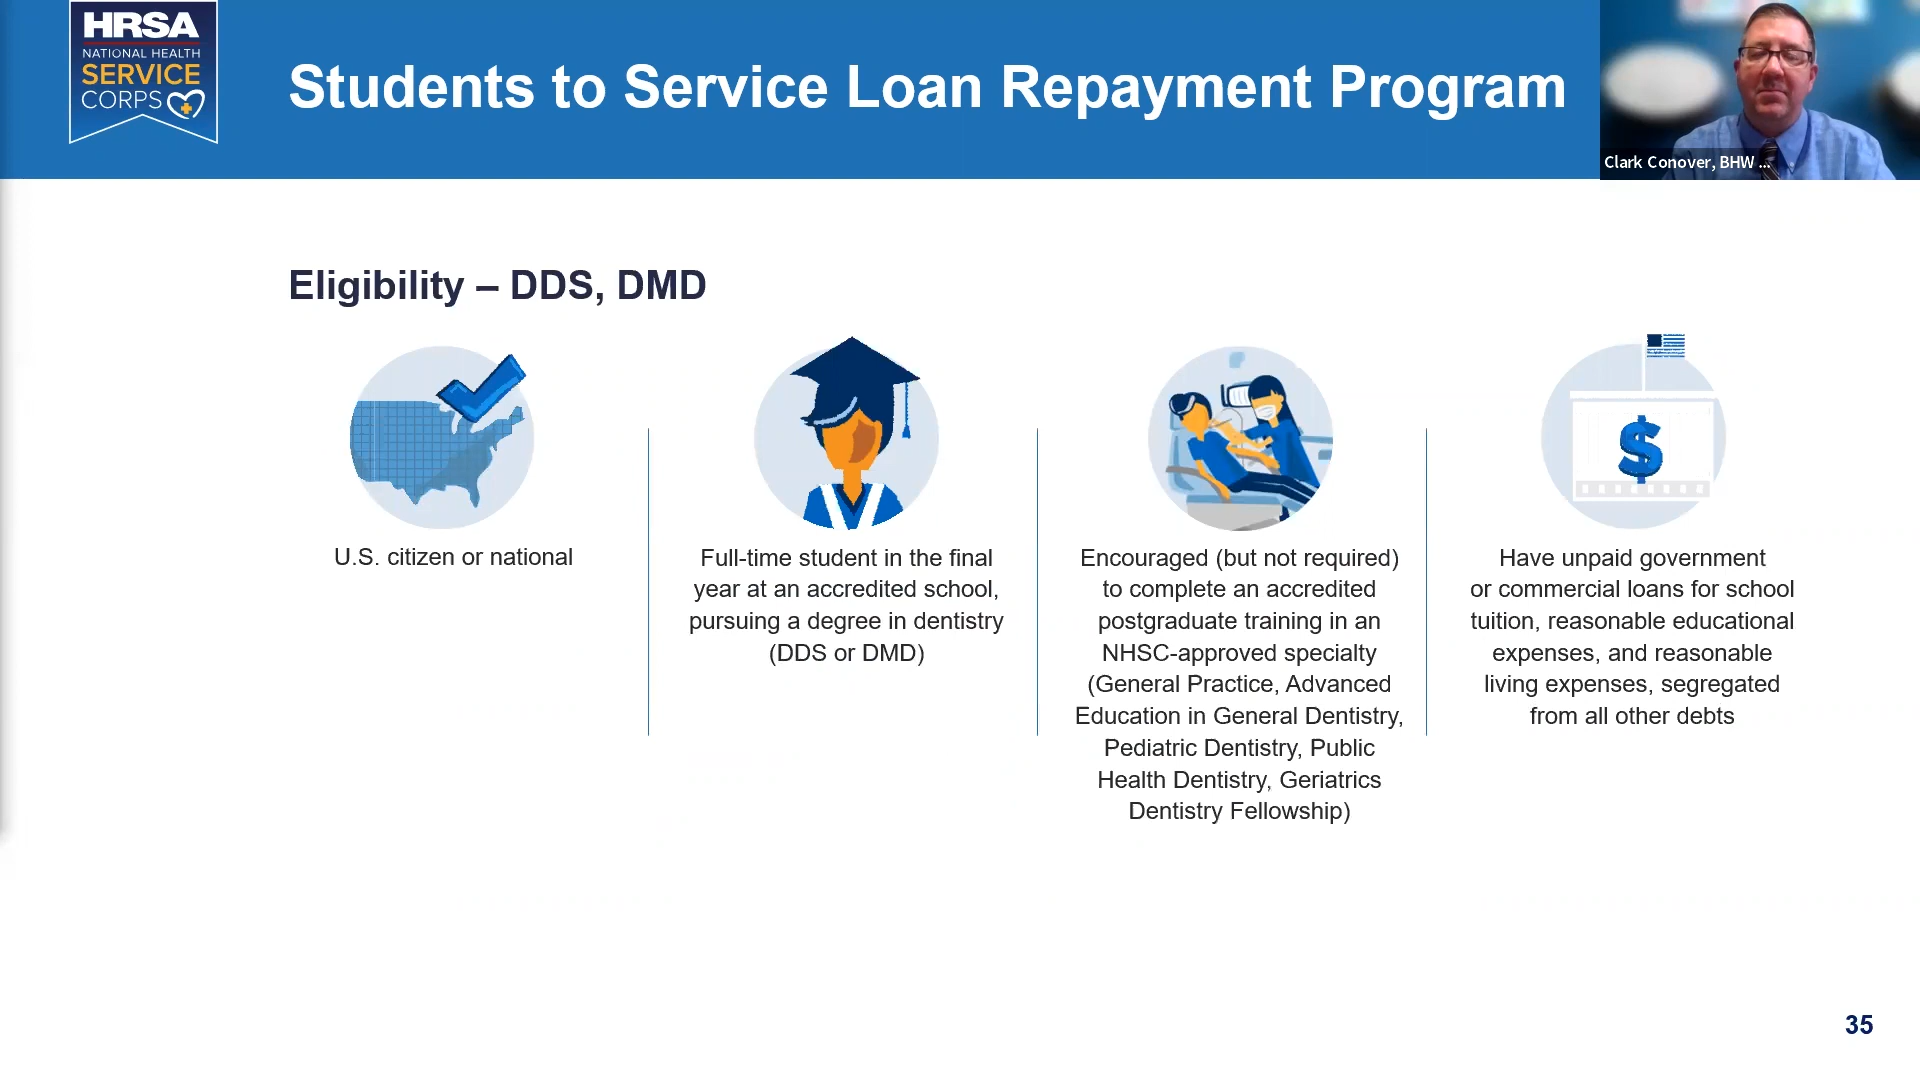 HRSA
NATIONAL HEALTH
SERVICE
CORPS
Students to Service Loan Repayment Program
Clark Conover, BHW ...
Eligibility – DDS, DMD
U.S. citizen or national
Full-time student in the final
year at an accredited school,
pursuing a degree in dentistry
(DDS or DMD)
Encouraged (but not required)
to complete an accredited
postgraduate training in an
NHSC-approved specialty
(General Practice, Advanced
Education in General Dentistry,
Pediatric Dentistry, Public
Health Dentistry, Geriatrics
Dentistry Fellowship)
$
Have unpaid government
or commercial loans for school
tuition, reasonable educational
expenses, and reasonable
living expenses, segregated
from all other debts
35